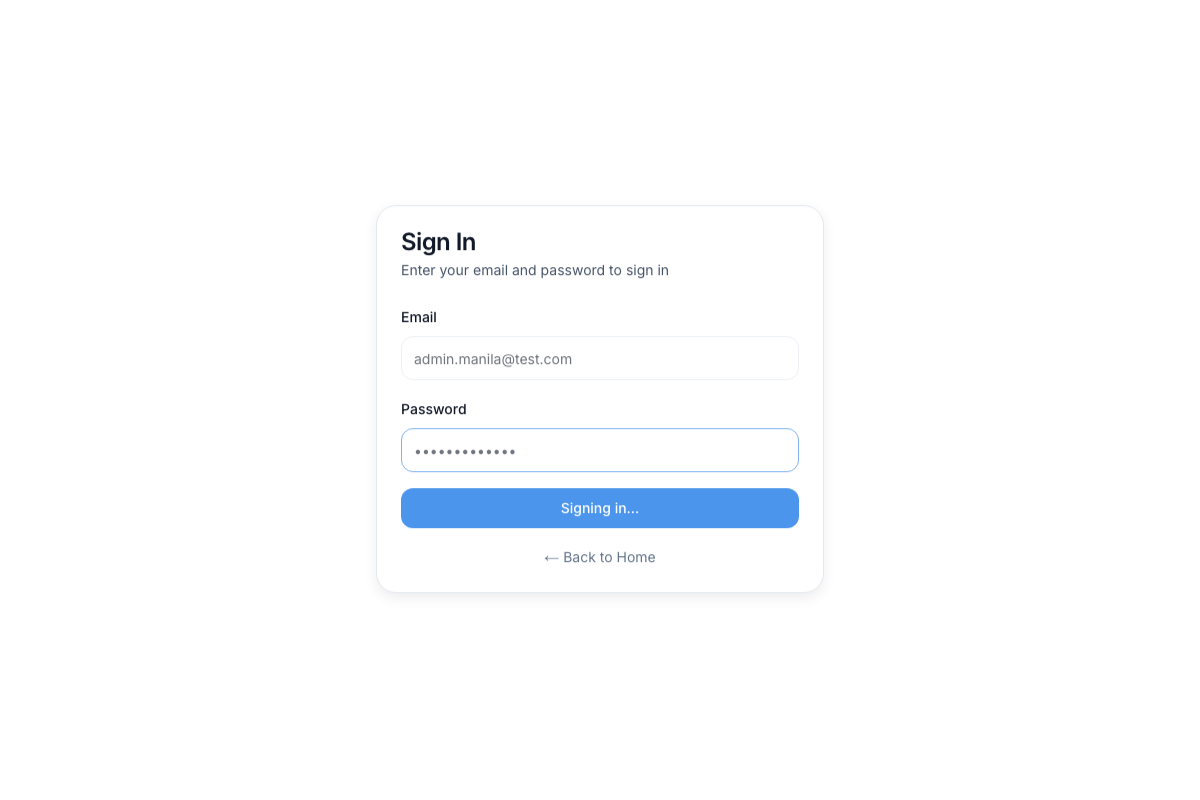 Sign In
Enter your email and password to sign in
Email
admin.manila@test.com
Password
•••••••••••••
Signing in...
← Back to Home